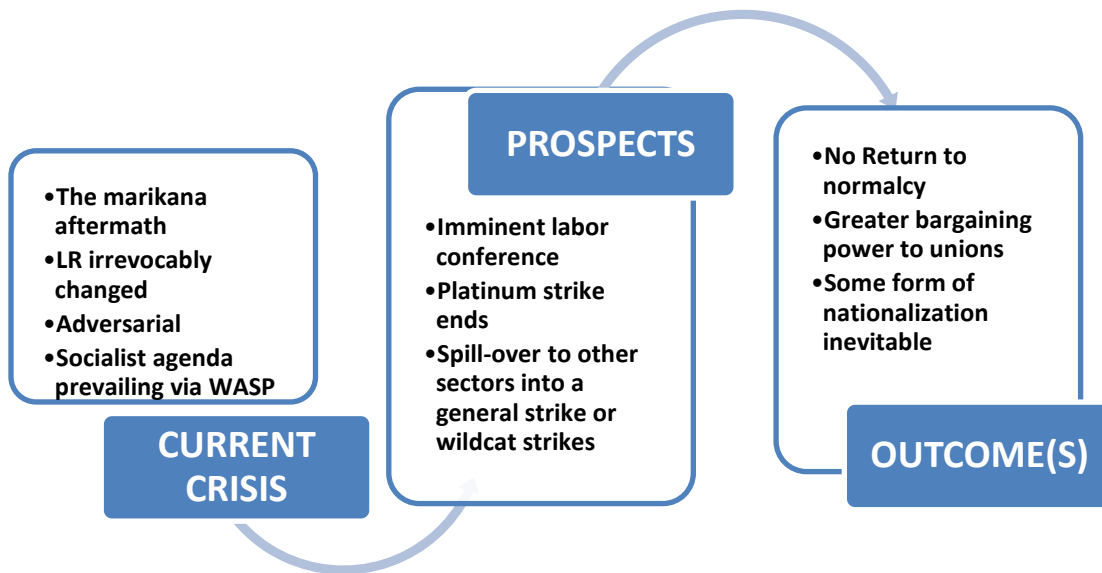 •The marikana
aftermath
•LR irrevocably
changed
•Adversarial
•Socialist agenda
prevailing via WASP
CURRENT
CRISIS
PROSPECTS
•Imminent labor
conference
•Platinum strike
ends
•Spill-over to other
sectors into a
general strike or
wildcat strikes
•No Return to
normalcy
•Greater bargaining
power to unions
•Some form of
nationalization
inevitable
OUTCOME(S)